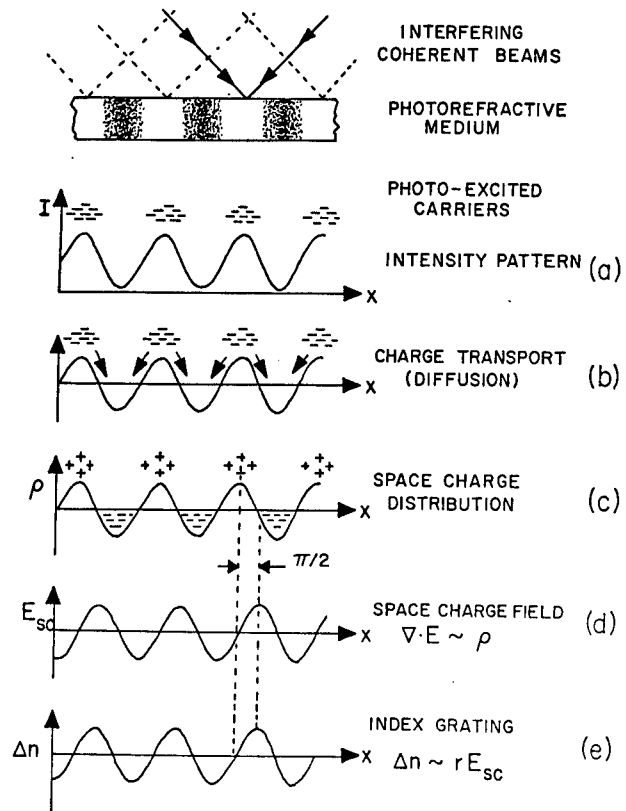 INTERFERING
COHERENT BEAMS
PHOTOREFRACTIVE
MEDIUM
PHOTO-EXCITED
CARRIERS
I
INTENSITY PATTERN (a)
X
CHARGE TRANSPORT
(DIFFUSION) (b)
X
ρ
SPACE CHARGE
DISTRIBUTION (c)
X
π/2
E_sc
SPACE CHARGE FIELD (d)
X
∇·E ~ ρ
Δn
INDEX GRATING
X
Δn ~ rE_sc (e)